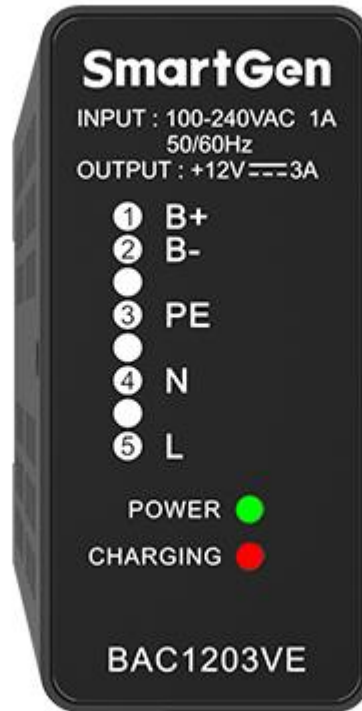 SmartGen
INPUT : 100-240VAC 1A
50/60Hz
OUTPUT : +12V⎓3A
1 B+
2 B-
3 PE
4 N
5 L
POWER
CHARGING
BAC1203VE